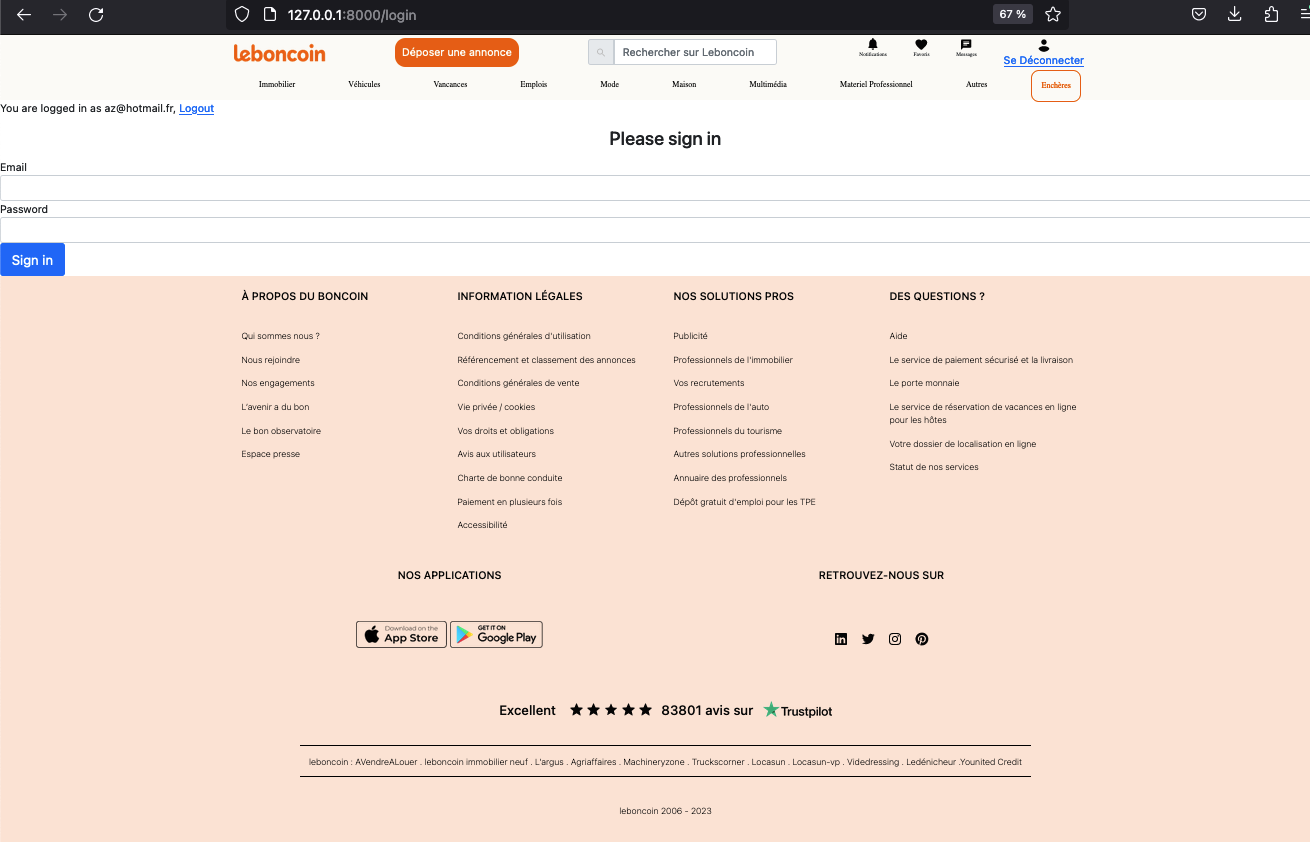 127.0.0.1:8000/login
67 %
leboncoin
Déposer une annonce
Rechercher sur Leboncoin
Notifications
Favoris
Messages
Se Déconnecter
Immobilier
Véhicules
Vancances
Emplois
Mode
Maison
Multimédia
Materiel Professionnel
Autres
Enchères
You are logged in as az@hotmail.fr, Logout
Please sign in
Email
Password
Sign in
À PROPOS DU BONCOIN
Qui sommes nous ?
Nous rejoindre
Nos engagements
L'avenir a du bon
Le bon observatoire
Espace presse
INFORMATION LÉGALES
Conditions générales d'utilisation
Référencement et classement des annonces
Conditions générales de vente
Vie privée / cookies
Vos droits et obligations
Avis aux utilisateurs
Charte de bonne conduite
Paiement en plusieurs fois
Accessibilité
NOS SOLUTIONS PROS
Publicité
Professionnels de l'immobilier
Vos recrutements
Professionnels de l'auto
Professionnels du tourisme
Autres solutions professionnelles
Annuaire des professionnels
Dépôt gratuit d'emploi pour les TPE
DES QUESTIONS ?
Aide
Le service de paiement sécurisé et la livraison
Le porte monnaie
Le service de réservation de vacances en ligne
pour les hôtes
Votre dossier de localisation en ligne
Statut de nos services
NOS APPLICATIONS
Download on the
App Store
GET IT ON
Google Play
RETROUVEZ-NOUS SUR
Excellent ★★★★★ 83801 avis sur Trustpilot
leboncoin : AVendreALouer . leboncoin immobilier neuf . L'argus . Agriaffaires . Machineryzone . Truckscorner . Locasun . Locasun-vp . Videdressing . Ledénicheur .Younited Credit
leboncoin 2006 - 2023